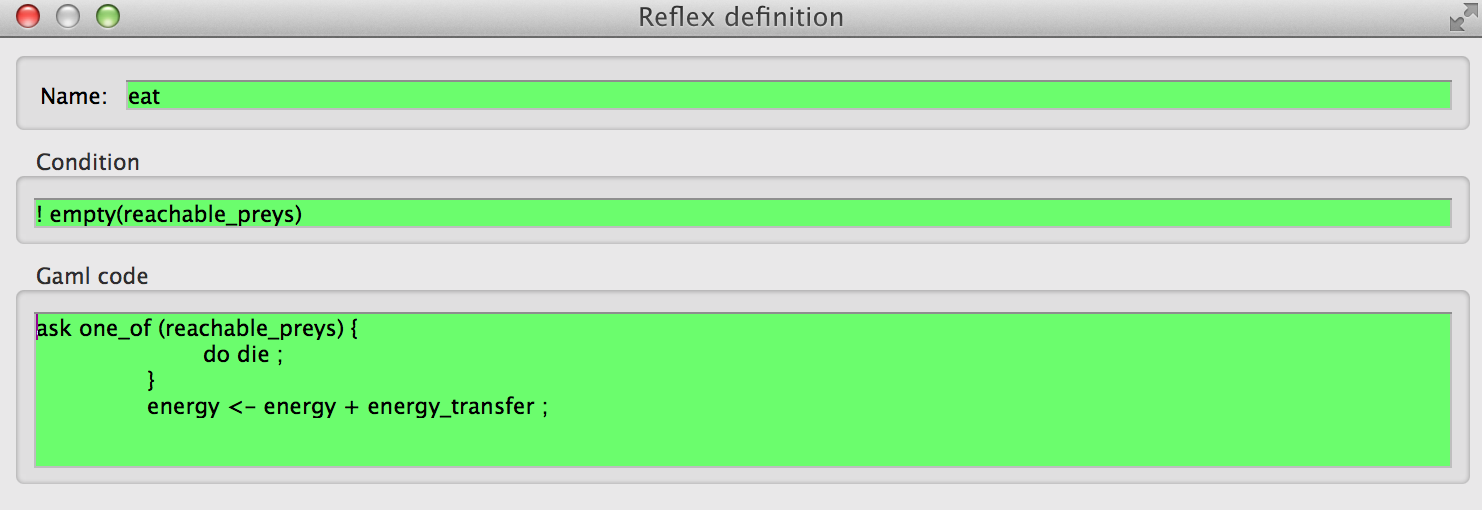 Reflex definition
Name: eat
Condition
! empty(reachable_preys)
Gaml code
ask one_of (reachable_preys) {
do die ;
}
energy <- energy + energy_transfer ;